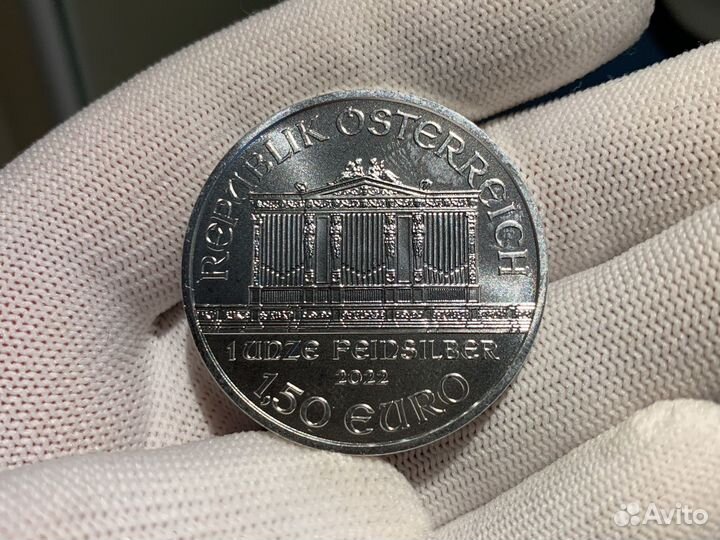 REPUBLIK ÖSTERREICH
1 UNZE FEINSILBER
2022
1,50 EURO
Avito